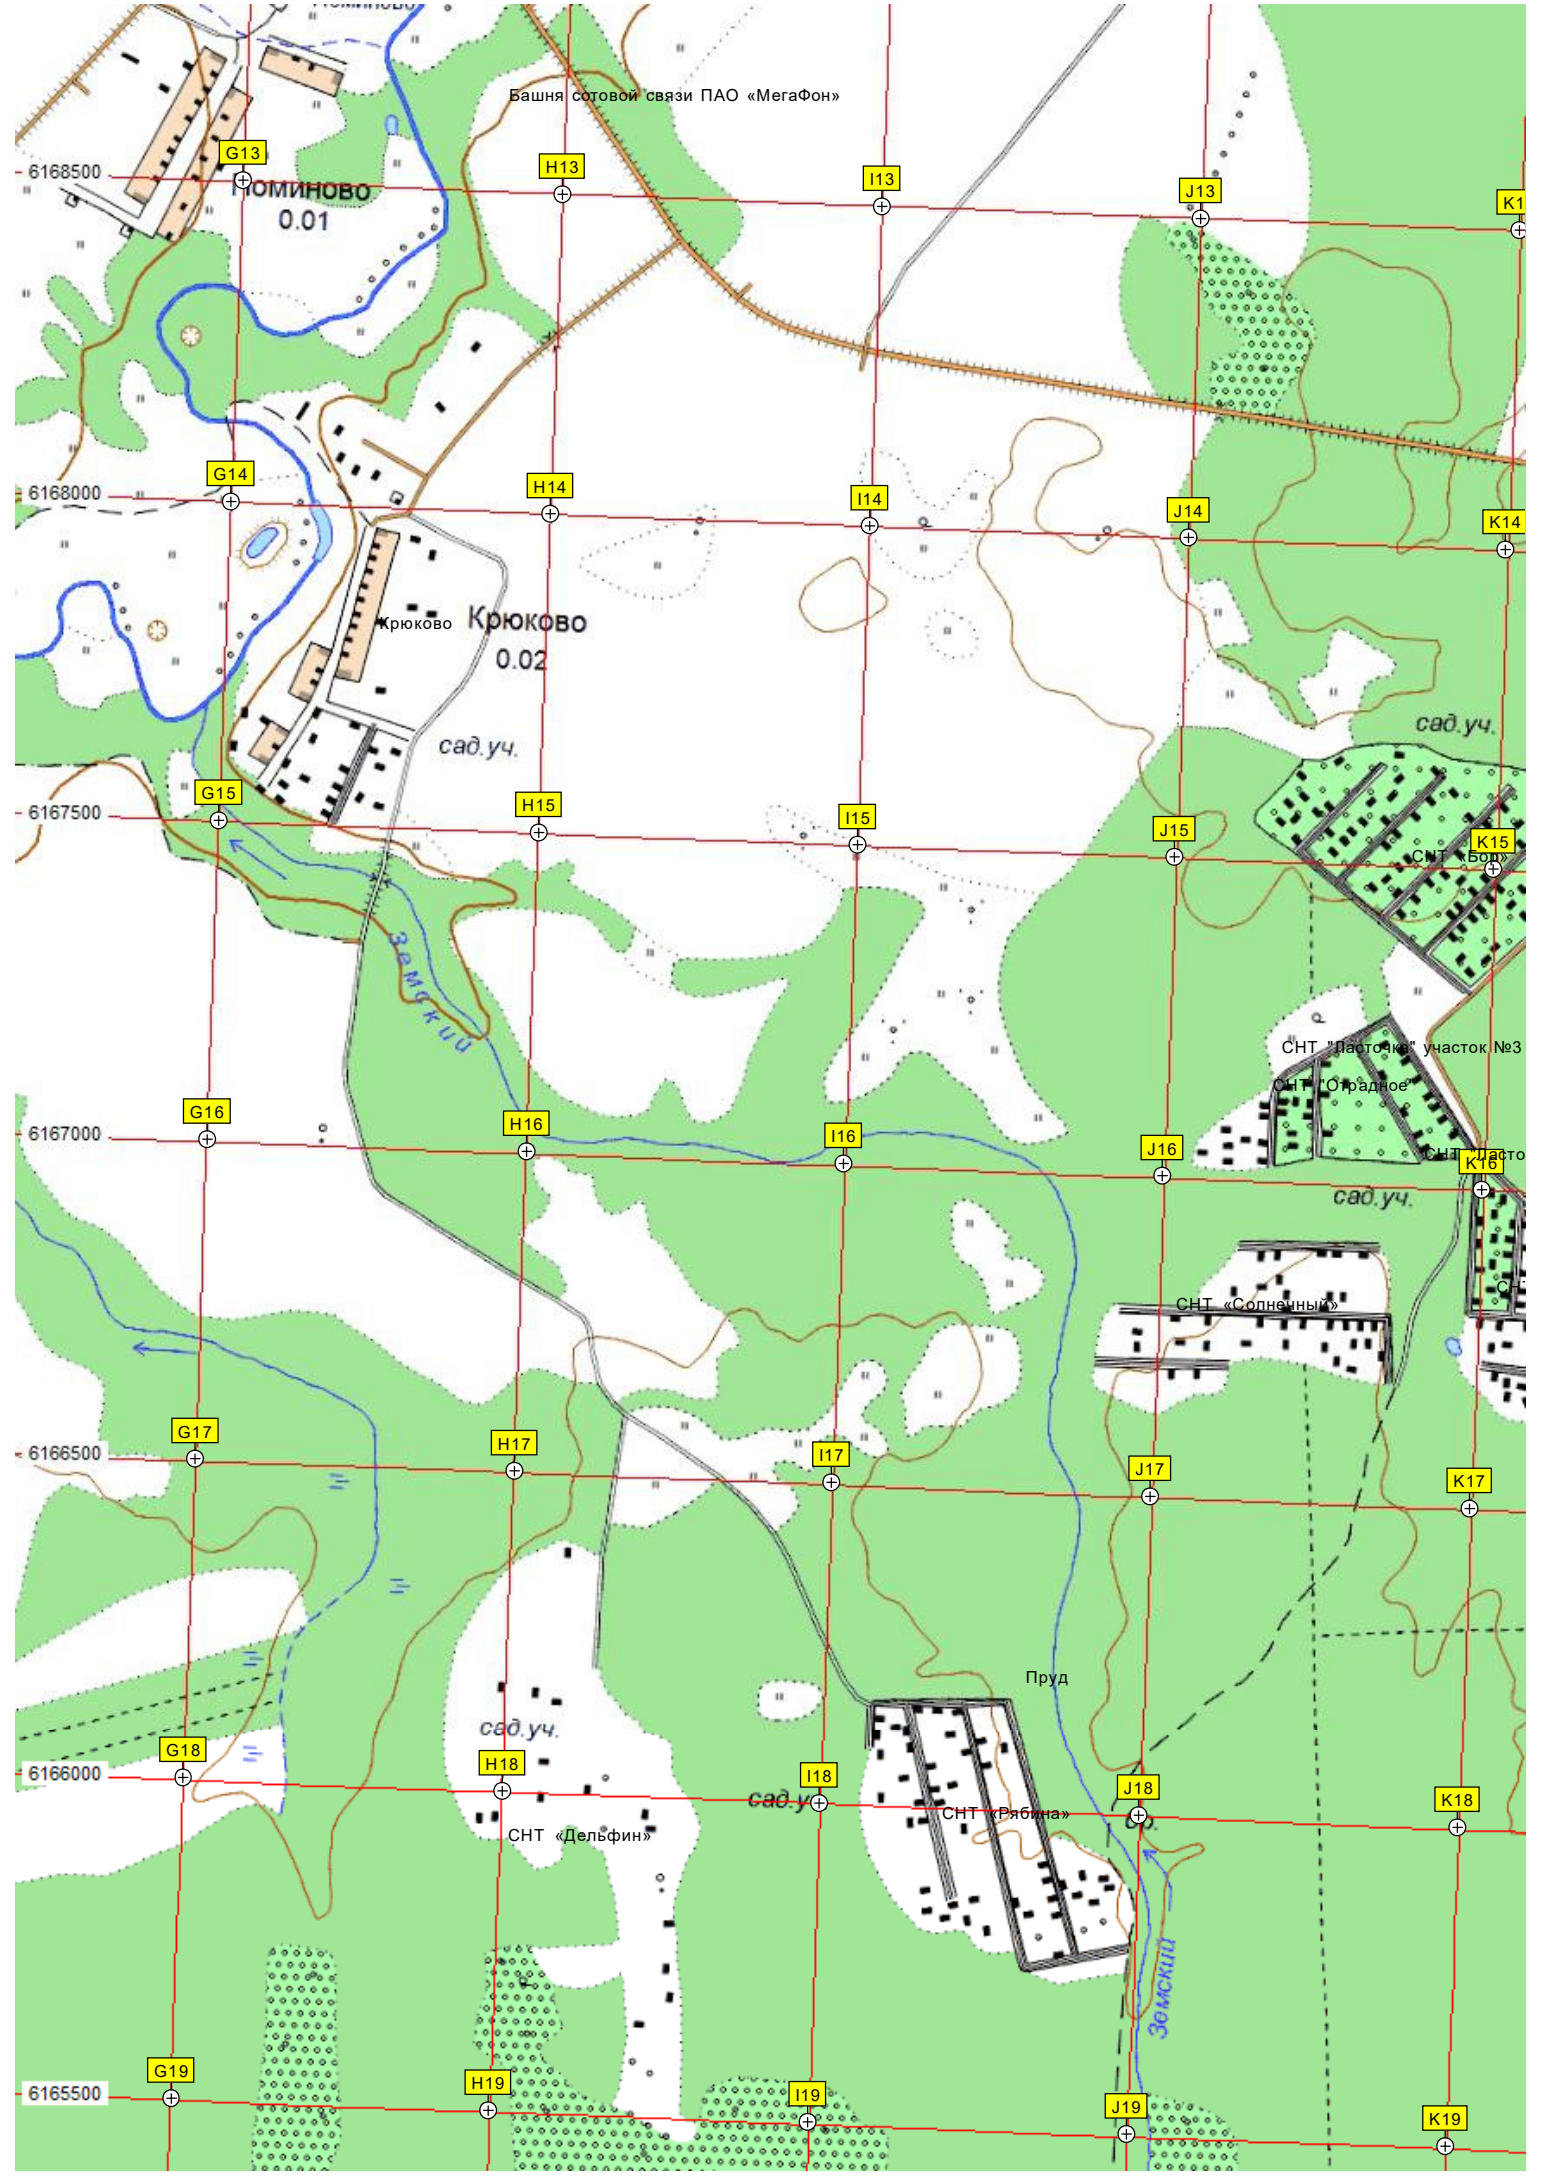 Башня сотовой связи ПАО «МегаФон»
G13
H13
I13
J13
6168500
Поминово
0.01
G14
H14
I14
J14
K14
6168000
Крюково
Крюково
0.02
сад.уч.
сад.уч.
G15
H15
I15
J15
K15
6167500
СНТ «Бор»
Земский
СНТ "Ласточка" участок №3
СНТ "Отрадное"
G16
H16
I16
J16
K16
6167000
сад.уч.
СНТ «Солнечный»
G17
H17
I17
J17
K17
6166500
Пруд
сад.уч.
G18
H18
I18
J18
K18
6166000
СНТ «Рябина»
СНТ «Дельфин»
Земский
G19
H19
I19
J19
K19
6165500